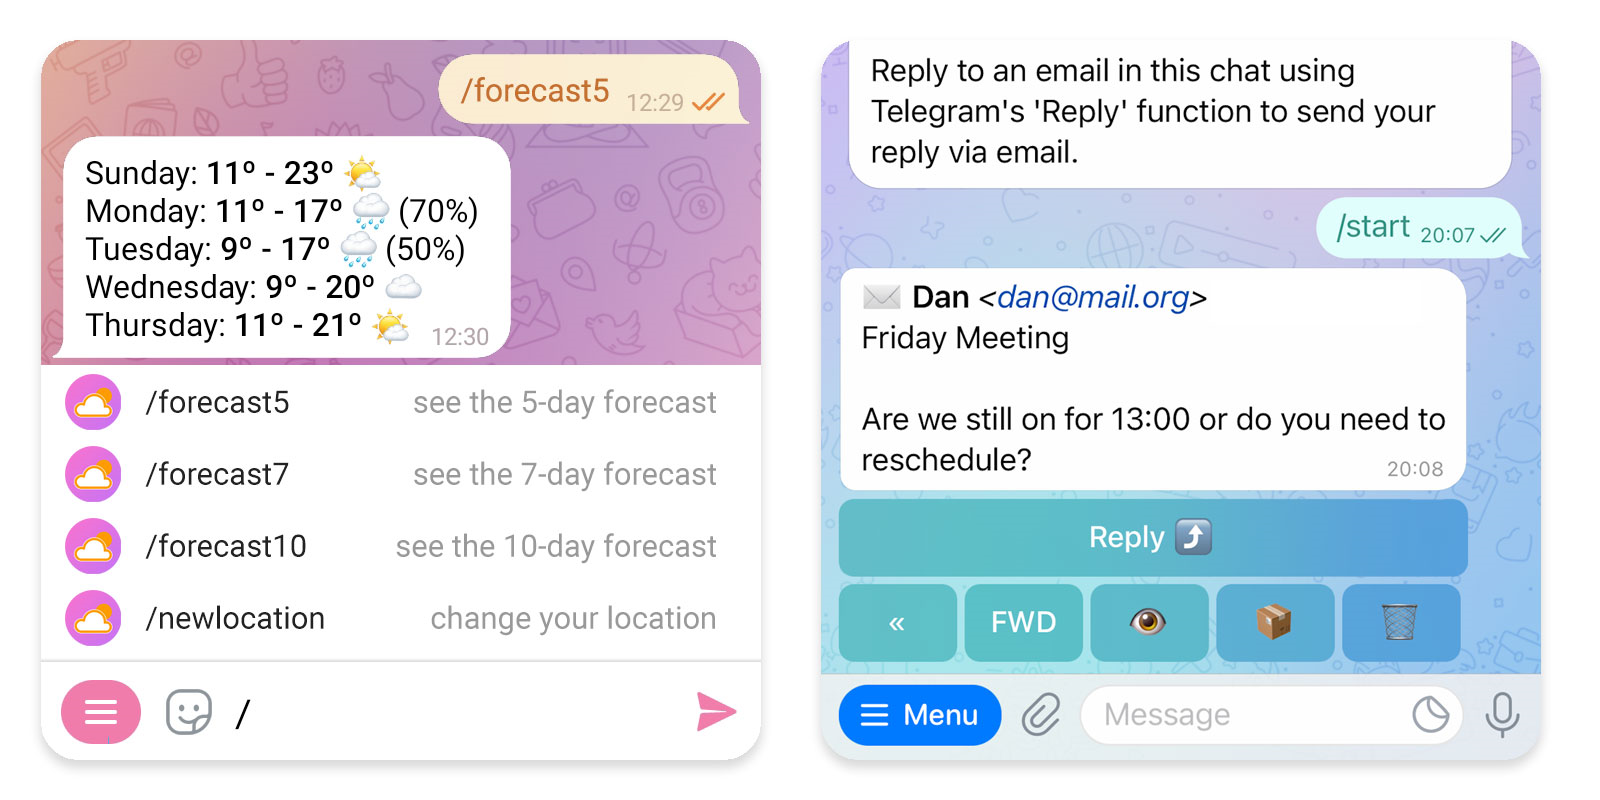 /forecast5 12:29
Sunday: 11º - 23º 🌤️
Monday: 11º - 17º 🌧️ (70%)
Tuesday: 9º - 17º 🌧️ (50%)
Wednesday: 9º - 20º ☁️
Thursday: 11º - 21º 🌤️ 12:30
/forecast5 see the 5-day forecast
/forecast7 see the 7-day forecast
/forecast10 see the 10-day forecast
/newlocation change your location
/
Reply to an email in this chat using
Telegram's 'Reply' function to send your
reply via email.
/start 20:07
✉️ Dan <dan@mail.org>
Friday Meeting
Are we still on for 13:00 or do you need to
reschedule? 20:08
Reply ⤴️
« FWD 👁️ 📦 🗑️
Menu Message